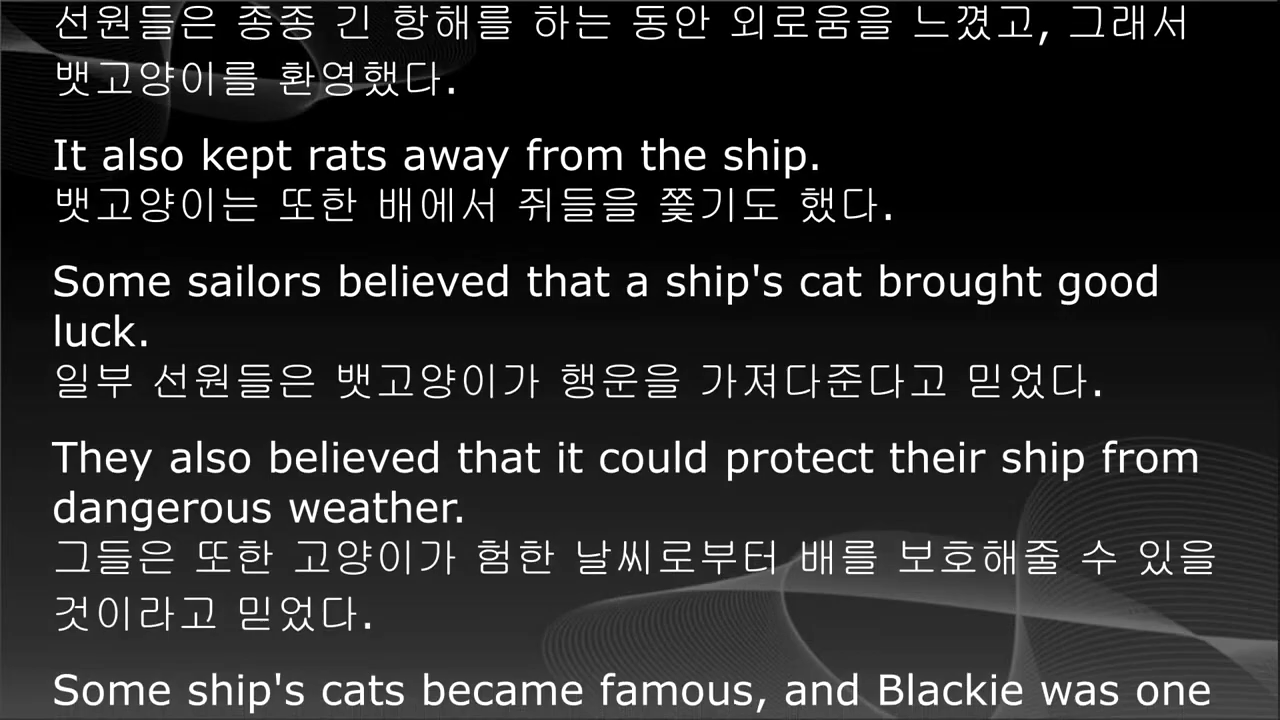 선원들은 종종 긴 항해를 하는 동안 외로움을 느꼈고, 그래서
뱃고양이를 환영했다.
It also kept rats away from the ship.
뱃고양이는 또한 배에서 쥐들을 쫓기도 했다.
Some sailors believed that a ship's cat brought good
luck.
일부 선원들은 뱃고양이가 행운을 가져다준다고 믿었다.
They also believed that it could protect their ship from
dangerous weather.
그들은 또한 고양이가 험한 날씨로부터 배를 보호해줄 수 있을
것이라고 믿었다.
Some ship's cats became famous, and Blackie was one